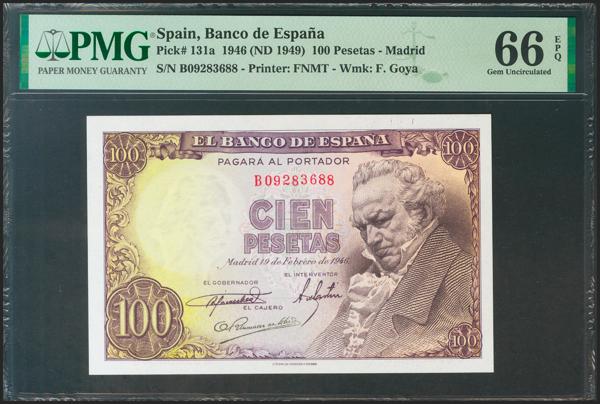 PMG
PAPER MONEY GUARANTY
Spain, Banco de España
Pick# 131a 1946 (ND 1949) 100 Pesetas - Madrid
S/N B09283688 - Printer: FNMT - Wmk: F. Goya
66 EPQ
Gem Uncirculated
EL BANCO DE ESPAÑA
100
100
PAGARÁ AL PORTADOR
B09283688
CIEN
PESETAS
Madrid 19 de Febrero de 1946
EL INTERVENTOR
EL GOBERNADOR
EL CAJERO
100